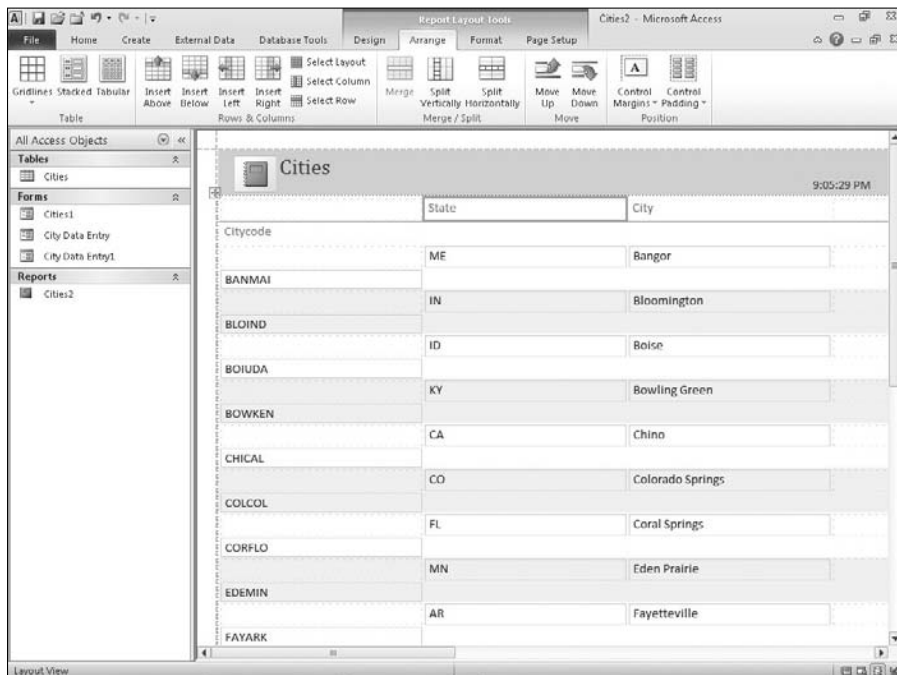 Report Layout Tools
Cities2 - Microsoft Access
File Home Create External Data Database Tools Design Arrange Format Page Setup
Gridlines Stacked Tabular
Table
Insert Above
Insert Below
Insert Left
Insert Right
Select Layout
Select Column
Select Row
Rows & Columns
Merge
Split Vertically
Split Horizontally
Merge / Split
Move Up
Move Down
Move
Control Margins
Control Padding
Position
All Access Objects
Tables
Cities
Forms
Cities1
City Data Entry
City Data Entry1
Reports
Cities2
Cities
9:05:29 PM
State City
Citycode
ME Bangor
BANMAI
IN Bloomington
BLOIND
ID Boise
BOIUDA
KY Bowling Green
BOWKEN
CA Chino
CHICAL
CO Colorado Springs
COLCOL
FL Coral Springs
CORFLO
MN Eden Prairie
EDEMIN
AR Fayetteville
FAYARK
Layout View